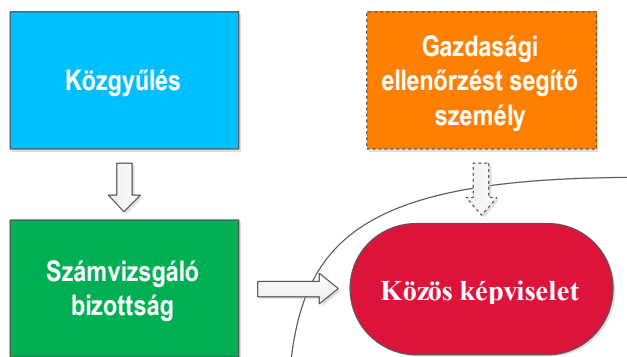 Közgyűlés
Gazdasági
ellenőrzést segítő
személy
Számvizsgáló
bizottság
Közös képviselet